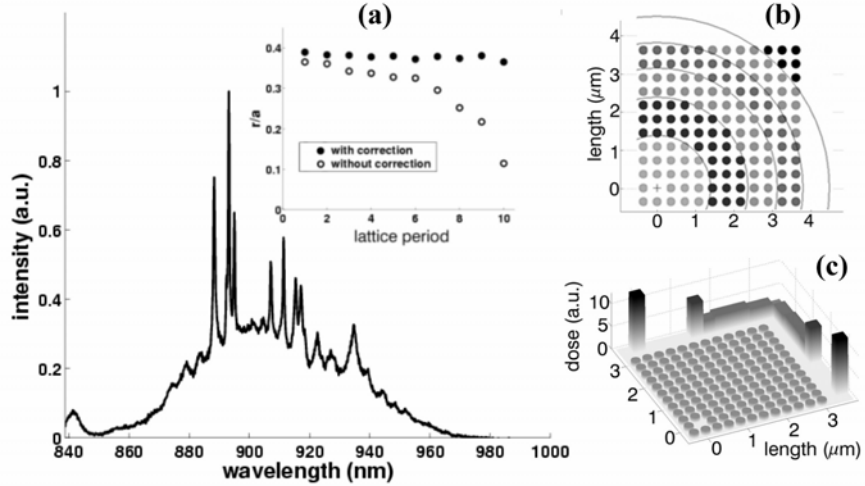 (a)
intensity (a.u.)
1
0.8
0.6
0.4
0.2
0
840 860 880 900 920 940 960 980 1000
wavelength (nm)
r/a
0.4
0.3
0.2
0.1
0
0 2 4 6 8 10
with correction
without correction
lattice period
(b)
length (μm)
4
3
2
1
0
0 1 2 3 4
(c)
dose (a.u.)
10
5
0
3
2
1
0
0 1 2 3
length (μm)